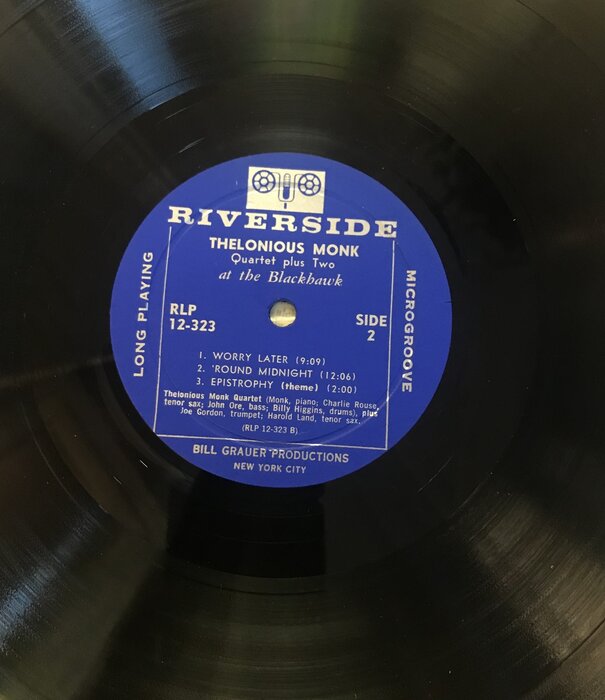 RIVERSIDE
THELONIOUS MONK
Quartet plus Two
at the Blackhawk
LONG PLAYING
MICROGROOVE
RLP
12-323
SIDE
2
1. WORRY LATER (9:09)
2. 'ROUND MIDNIGHT (12:06)
3. EPISTROPHY (theme) (2:00)
Thelonious Monk Quartet (Monk, piano; Charlie Rouse,
tenor sax; John Ore, bass; Billy Higgins, drums), plus
Joe Gordon, trumpet; Harold Land, tenor sax.
(RLP 12-323 B)
BILL GRAUER PRODUCTIONS
NEW YORK CITY